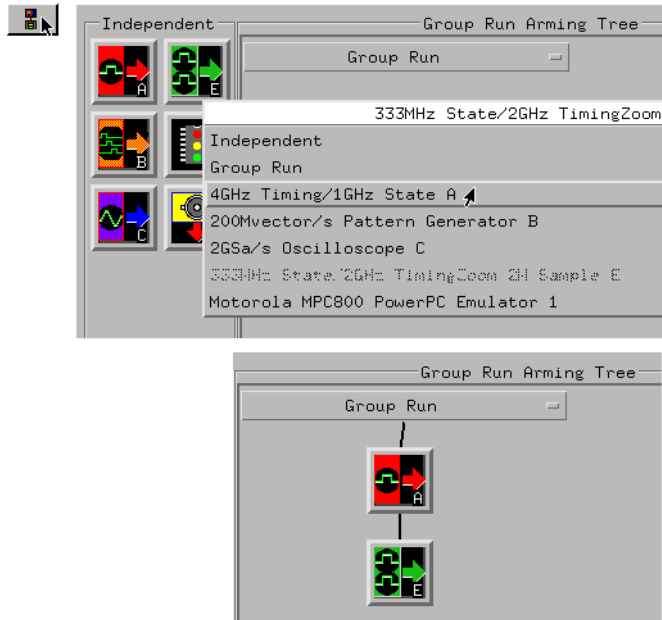 Independent
Group Run Arming Tree
Group Run
A
E
333MHz State/2GHz TimingZoom
Independent
Group Run
4GHz Timing/1GHz State A
200Mvector/s Pattern Generator B
2GSa/s Oscilloscope C
333MHz State/2GHz TimingZoom 2M Sample E
Motorola MPC800 PowerPC Emulator 1
B
C
Group Run Arming Tree
Group Run
A
E